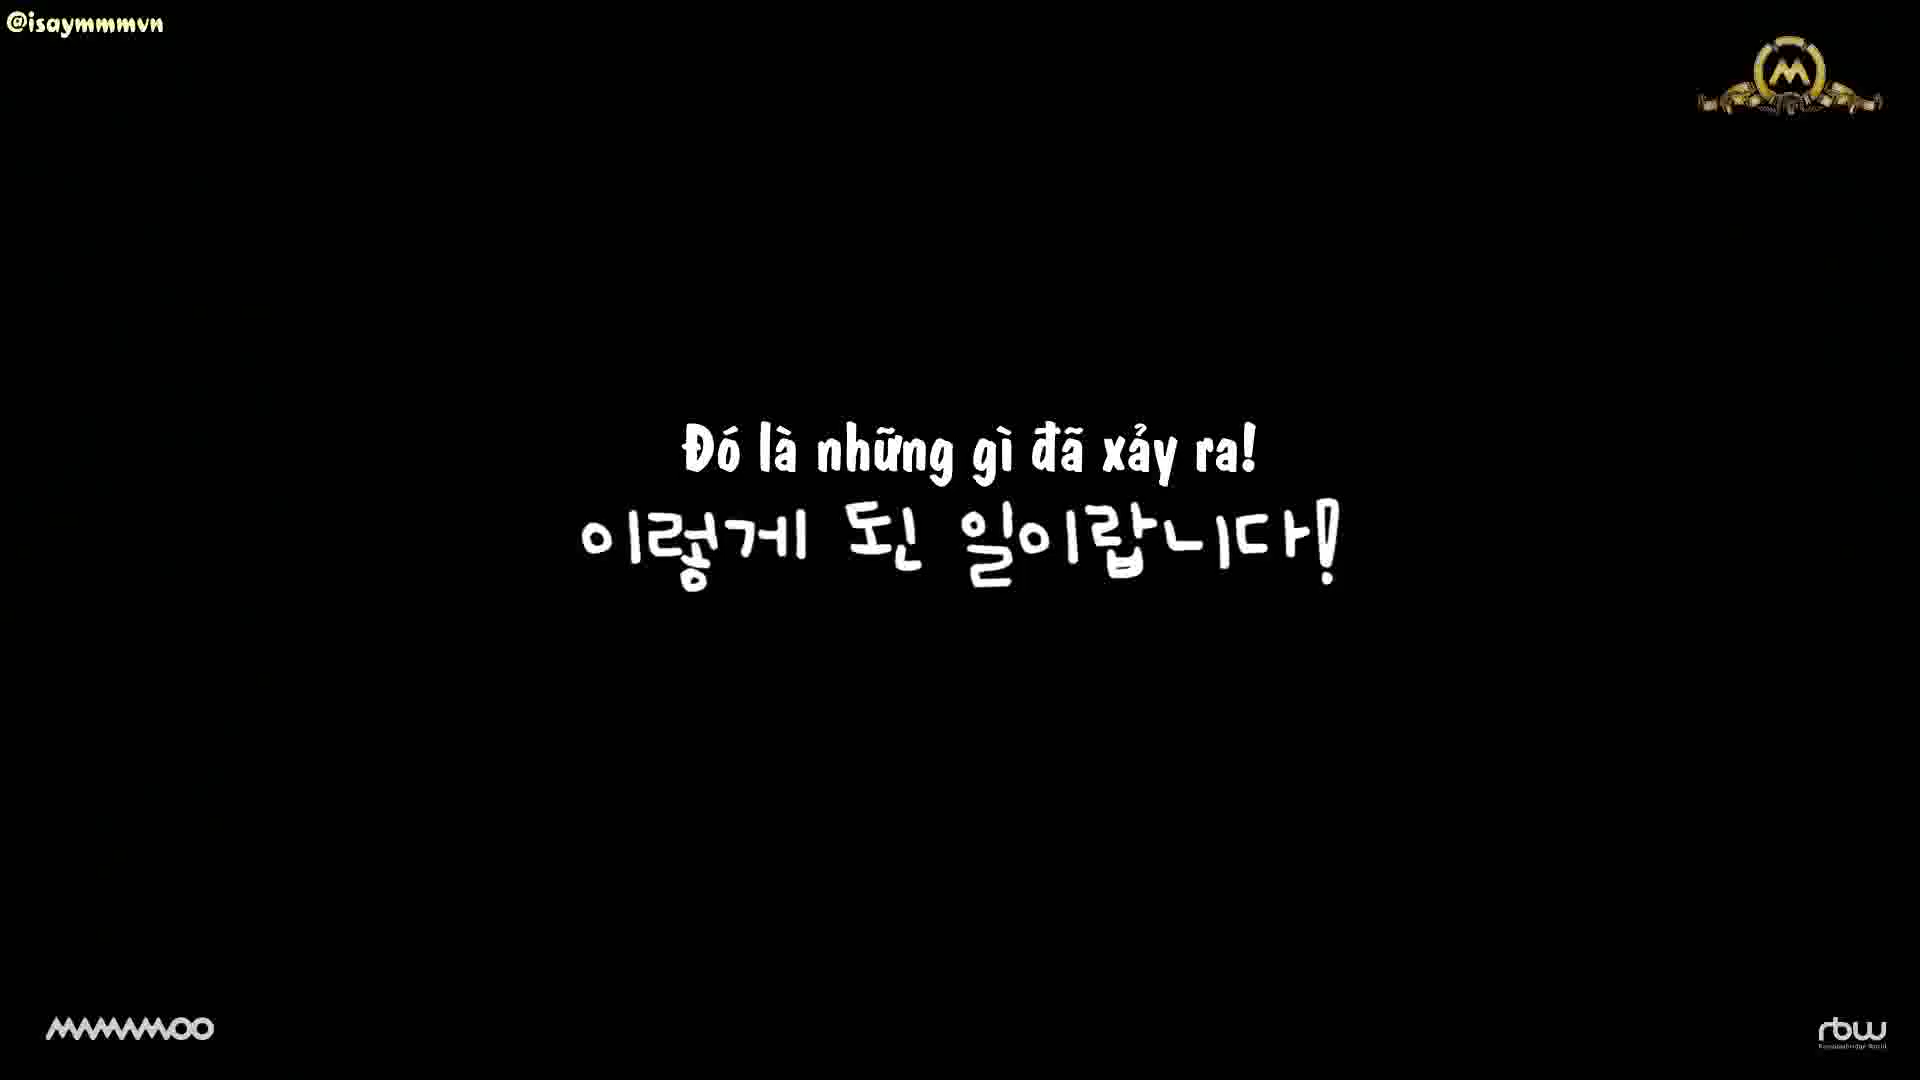 @isaymmmvn
Đó là những gì đã xảy ra!
이렇게 된 일이랍니다!
MAMAMOO
rbw